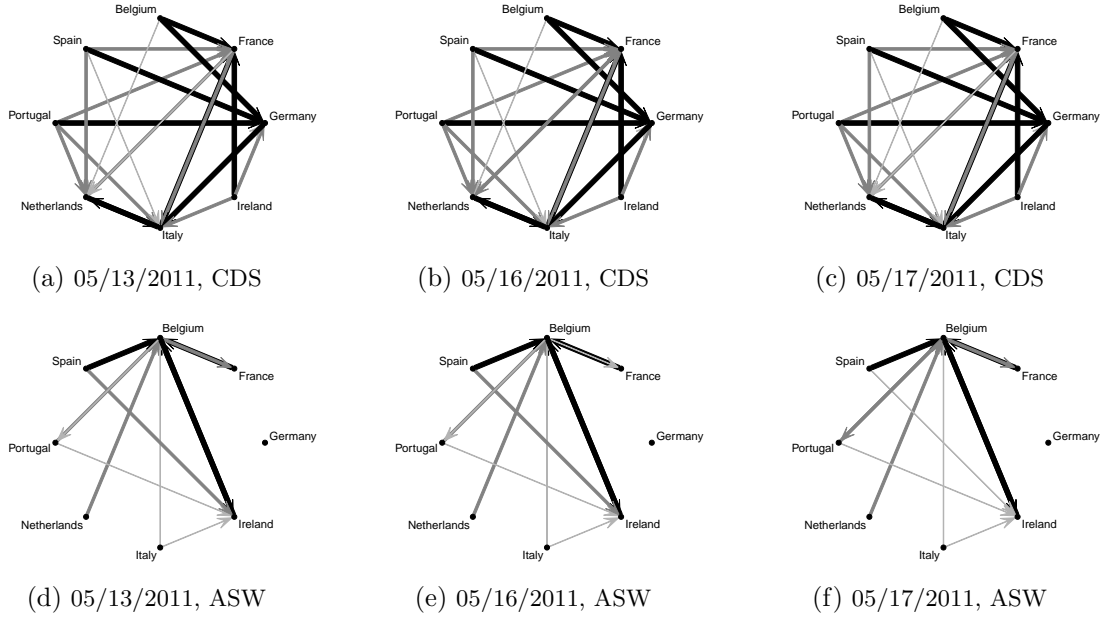 Belgium
Spain
France
Portugal
Germany
Netherlands
Ireland
Italy
(a) 05/13/2011, CDS
Belgium
Spain
France
Portugal
Germany
Netherlands
Ireland
Italy
(b) 05/16/2011, CDS
Belgium
Spain
France
Portugal
Germany
Netherlands
Ireland
Italy
(c) 05/17/2011, CDS
Belgium
Spain
France
Portugal
Germany
Netherlands
Ireland
Italy
(d) 05/13/2011, ASW
Belgium
Spain
France
Portugal
Germany
Netherlands
Ireland
Italy
(e) 05/16/2011, ASW
Belgium
Spain
France
Portugal
Germany
Netherlands
Ireland
Italy
(f) 05/17/2011, ASW